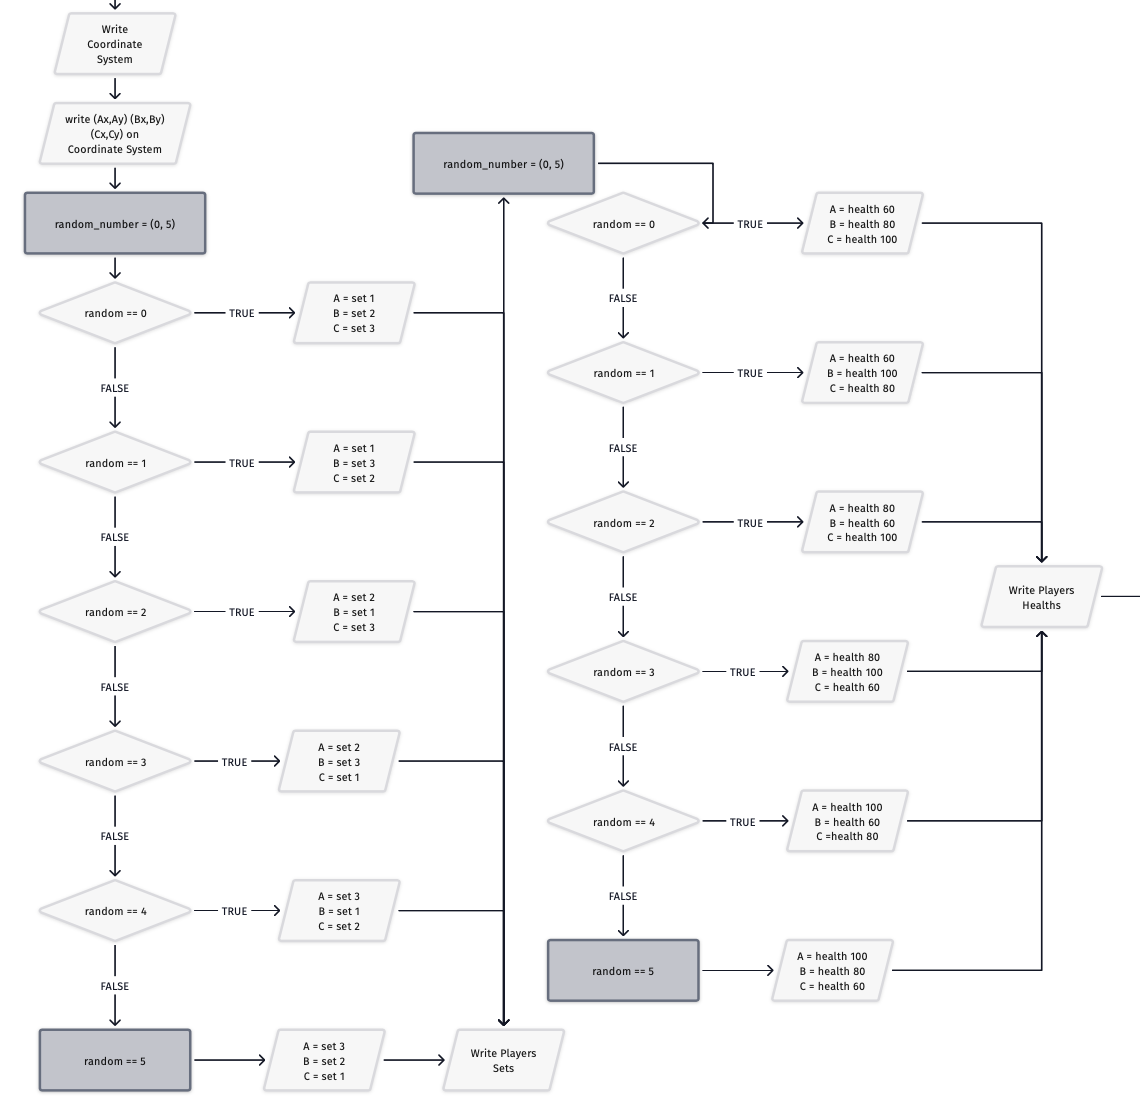 Write
Coordinate
System
write (Ax,Ay) (Bx,By)
(Cx,Cy) on
Coordinate System
random_number = (0, 5)
random == 0
TRUE
A = set 1
B = set 2
C = set 3
FALSE
random == 1
TRUE
A = set 1
B = set 3
C = set 2
FALSE
random == 2
TRUE
A = set 2
B = set 1
C = set 3
FALSE
random == 3
TRUE
A = set 2
B = set 3
C = set 1
FALSE
random == 4
TRUE
A = set 3
B = set 1
C = set 2
FALSE
random == 5
A = set 3
B = set 2
C = set 1
Write Players
Sets
random_number = (0, 5)
random == 0
TRUE
A = health 60
B = health 80
C = health 100
FALSE
random == 1
TRUE
A = health 60
B = health 100
C = health 80
FALSE
random == 2
TRUE
A = health 80
B = health 60
C = health 100
FALSE
random == 3
TRUE
A = health 80
B = health 100
C = health 60
FALSE
random == 4
TRUE
A = health 100
B = health 60
C =health 80
FALSE
random == 5
A = health 100
B = health 80
C = health 60
Write Players
Healths